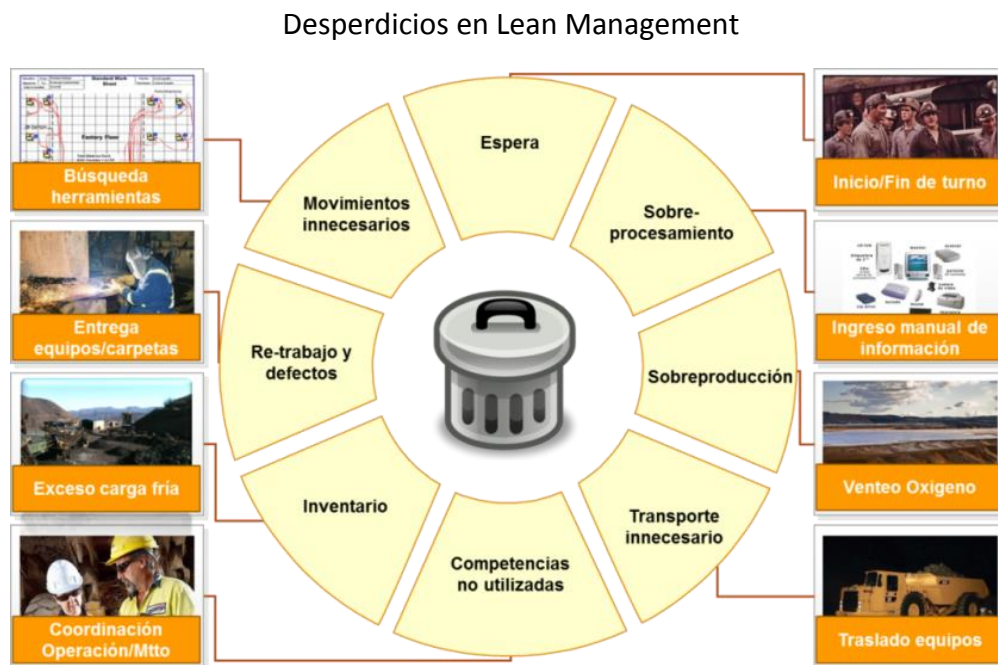 Desperdicios en Lean Management
Standard Work
Sheet
Factory Floor
Búsqueda
herramientas
Entrega
equipos/carpetas
Exceso carga fría
Coordinación
Operación/Mtto
Espera
Sobre-
procesamiento
Sobreproducción
Transporte
innecesario
Competencias
no utilizadas
Inventario
Re-trabajo y
defectos
Movimientos
innecesarios
Inicio/Fin de turno
Ingreso manual de
información
Venteo Oxigeno
Traslado equipos